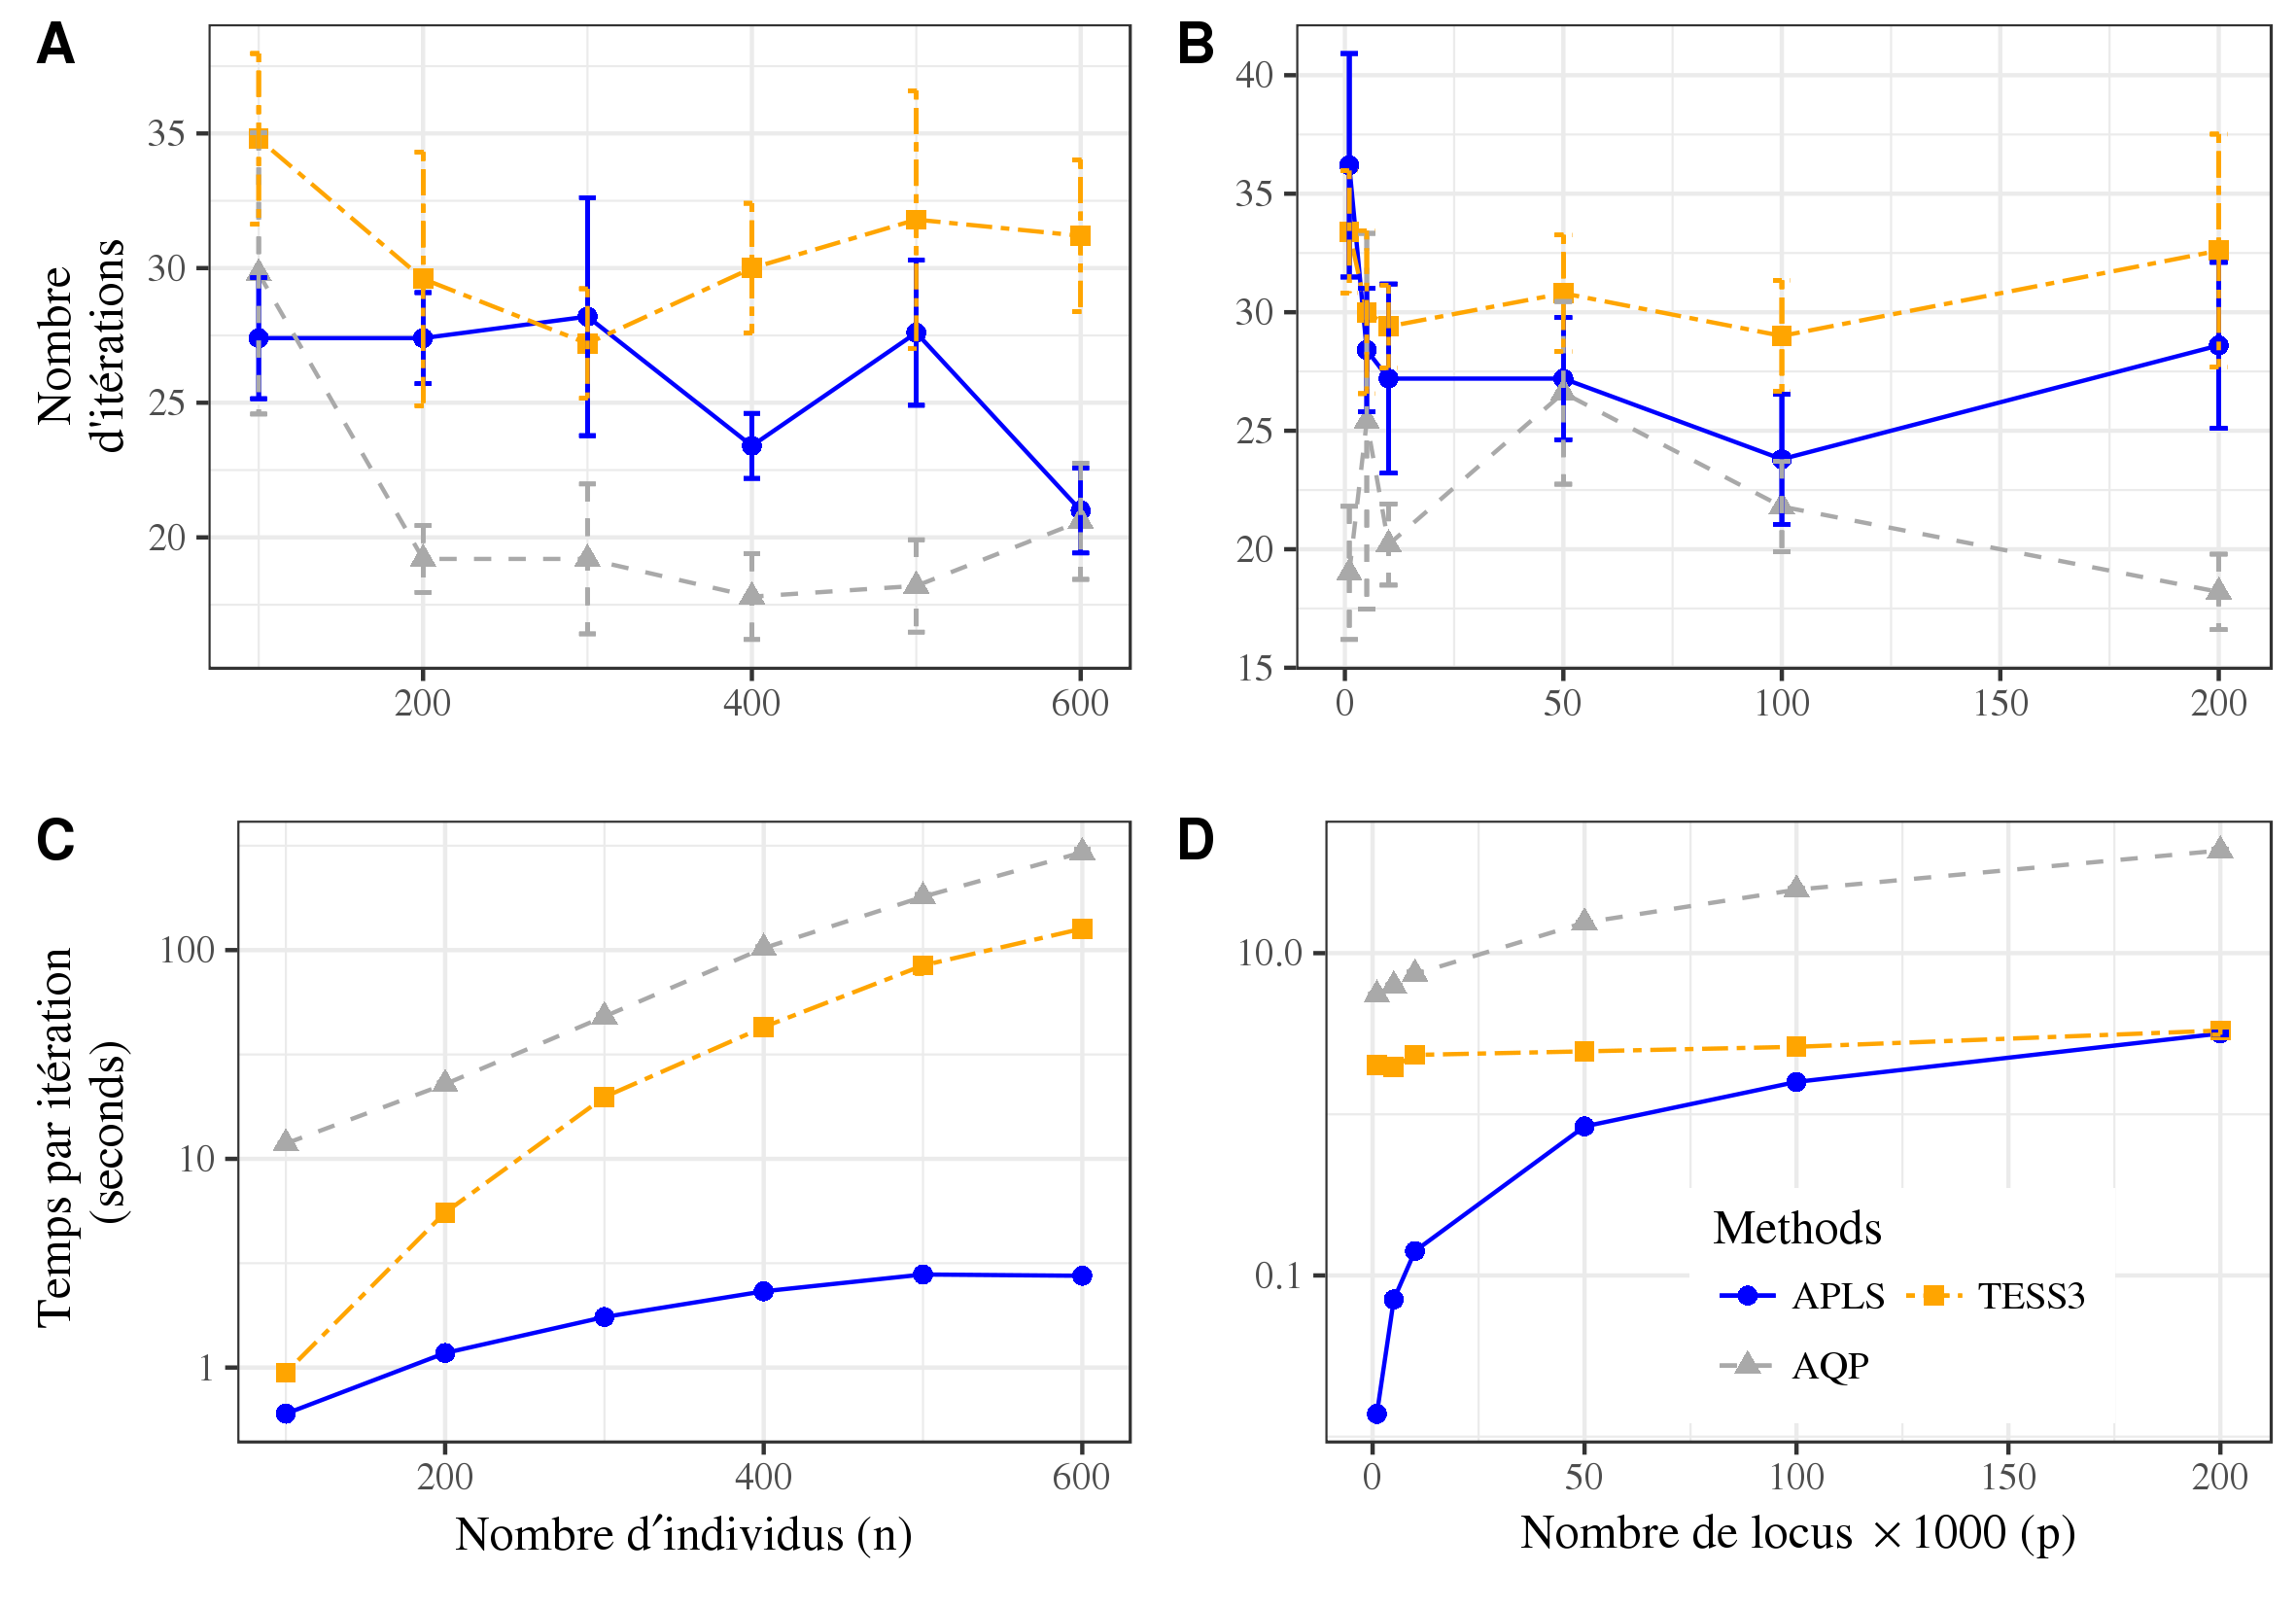 A
Nombre
d'itérations
35
30
25
20
200
400
600
B
40
35
30
25
20
15
0
50
100
150
200
C
Temps par itération
(seconds)
100
10
1
200
400
600
Nombre d′individus (n)
D
10.0
0.1
Methods
APLS TESS3
AQP
0
50
100
150
200
Nombre de locus ×1000 (p)